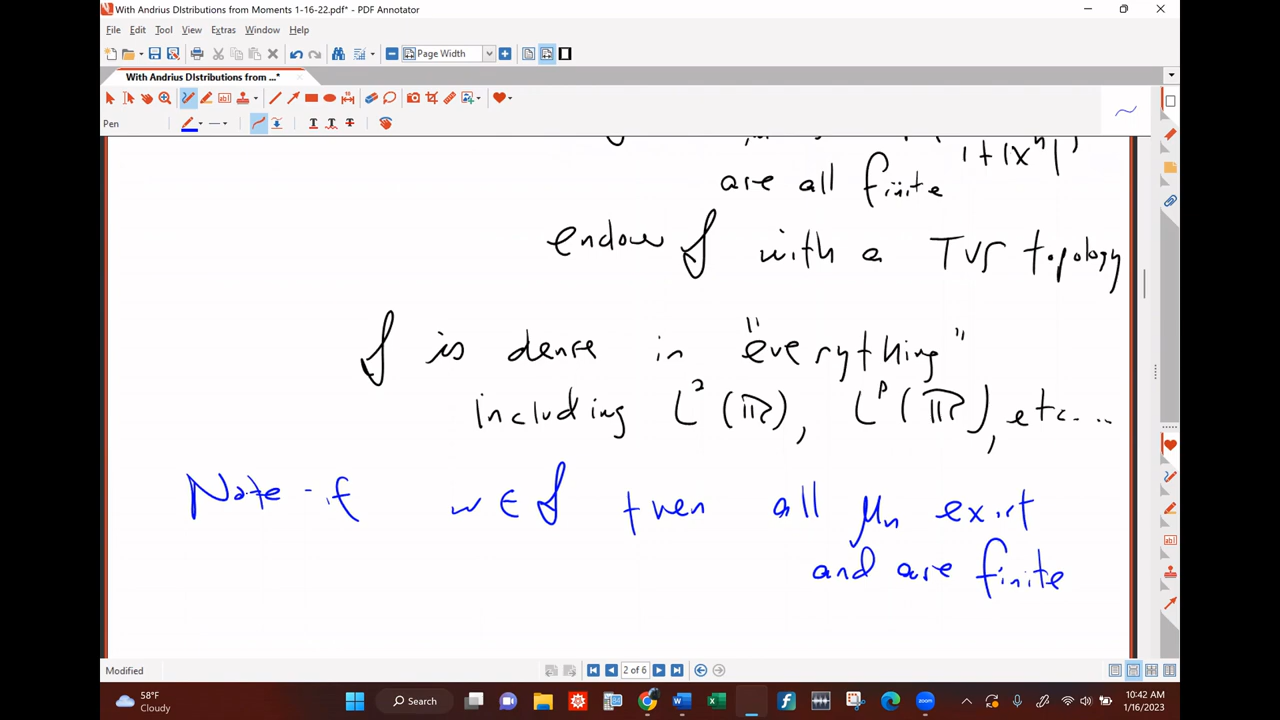 With Andrius DIstributions from Moments 1-16-22.pdf* - PDF Annotator
File Edit Tool View Extras Window Help
Page Width
With Andrius DIstributions from ...*
Pen
1+|x^n|
are all finite
endow S with a TVS topology
S is dense in "everything"
including L²(ℝ), L^p(ℝ), etc...
Note - if w ∈ S then all μn exist
and are finite
Modified
2 of 6
58°F
Cloudy
Search
10:42 AM
1/16/2023